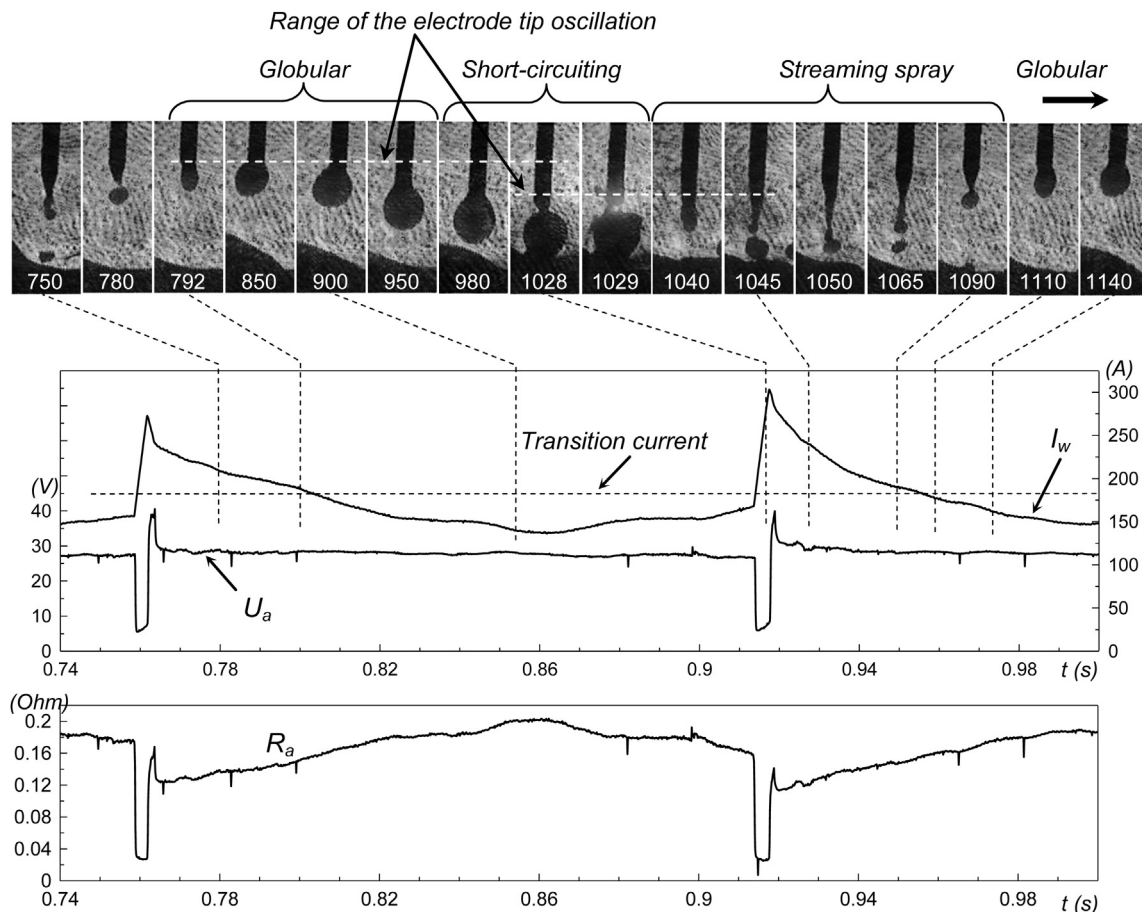 Range of the electrode tip oscillation
Globular Short-circuiting Streaming spray Globular
750 780 792 850 900 950 980 1028 1029 1040 1045 1050 1065 1090 1110 1140
(A)
300
Transition current
I_w
250
200
(V)
40
150
30
100
20
U_a
50
10
0
0
0.74 0.78 0.82 0.86 0.9 0.94 0.98 t (s)
(Ohm)
0.2
R_a
0.16
0.12
0.08
0.04
0
0.74 0.78 0.82 0.86 0.9 0.94 0.98 t (s)